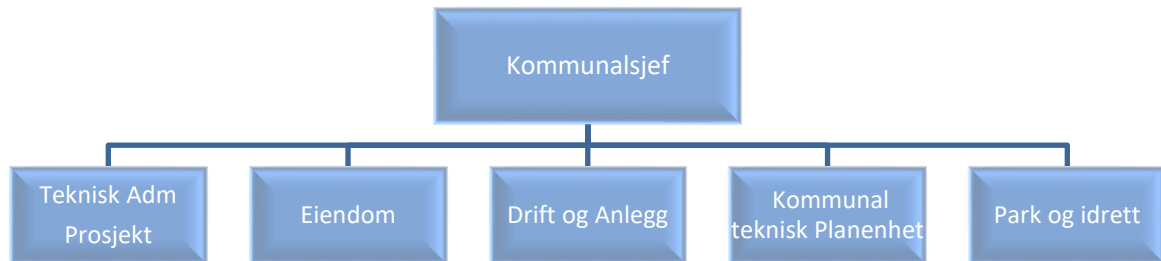 Kommunalsjef
Teknisk Adm
Prosjekt
Eiendom
Drift og Anlegg
Kommunal
teknisk Planenhet
Park og idrett